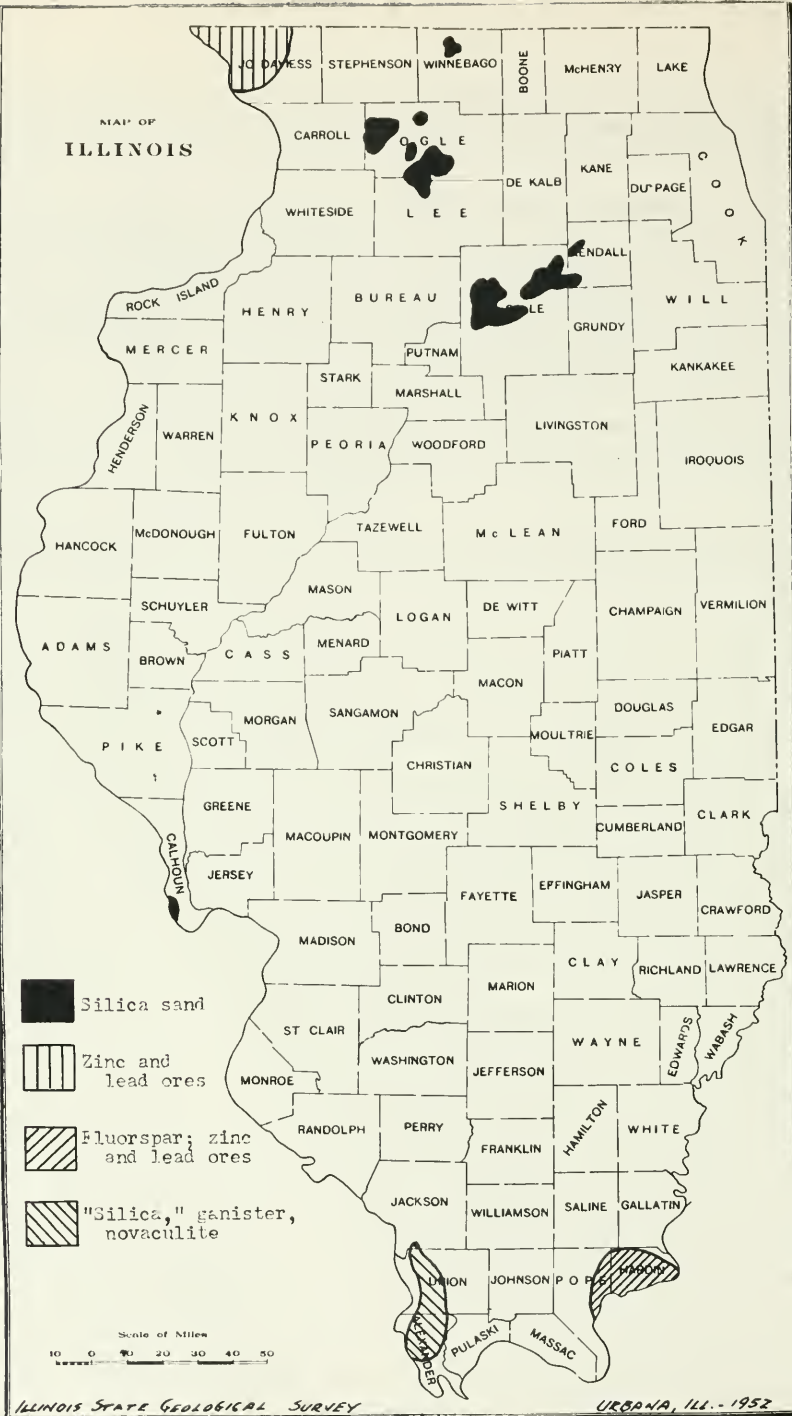 MAP OF
ILLINOIS
JO DAVIESS STEPHENSON WINNEBAGO BOONE McHENRY LAKE
CARROLL OGLE
DE KALB KANE DU PAGE COOK
WHITESIDE LEE
KENDALL
ROCK ISLAND HENRY BUREAU WILL
MERCER PUTNAM GRUNDY
KANKAKEE
STARK MARSHALL
HENDERSON WARREN KNOX PEORIA WOODFORD LIVINGSTON IROQUOIS
HANCOCK McDONOUGH FULTON TAZEWELL McLEAN FORD
MASON
SCHUYLER LOGAN DE WITT CHAMPAIGN VERMILION
ADAMS BROWN CASS MENARD PIATT
MACON
PIKE SCOTT MORGAN SANGAMON DOUGLAS EDGAR
MOULTRIE
CHRISTIAN COLES
GREENE SHELBY
MACOUPIN MONTGOMERY CUMBERLAND CLARK
CALHOUN JERSEY
FAYETTE EFFINGHAM JASPER CRAWFORD
MADISON BOND
CLAY RICHLAND LAWRENCE
MARION
CLINTON
ST CLAIR WAYNE EDWARDS WABASH
WASHINGTON JEFFERSON
MONROE
RANDOLPH PERRY HAMILTON WHITE
FRANKLIN
JACKSON WILLIAMSON SALINE GALLATIN
UNION JOHNSON POPE HARDIN
ALEXANDER PULASKI MASSAC
Silica sand
Zinc and
lead ores
Fluorspar; zinc
and lead ores
"Silica," ganister,
novaculite
Scale of Miles
10 0 10 20 30 40 50
ILLINOIS STATE GEOLOGICAL SURVEY URBANA, ILL. - 1952